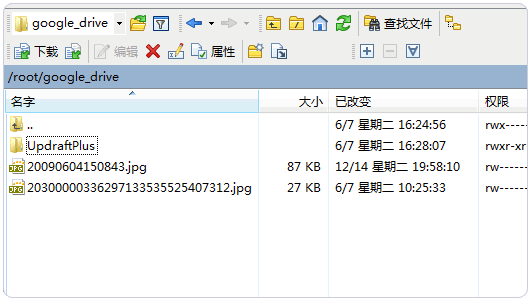 google_drive 查找文件
下载 编辑 属性
/root/google_drive
名字 大小 已改变 权限
.. 6/7 星期二 16:24:56 rwx-----
UpdraftPlus 6/7 星期二 16:28:07 rwxr-xr
20090604150843.jpg 87 KB 12/14 星期二 19:58:10 rw------
20300000336297133535525407312.jpg 27 KB 6/7 星期二 10:25:33 rw------